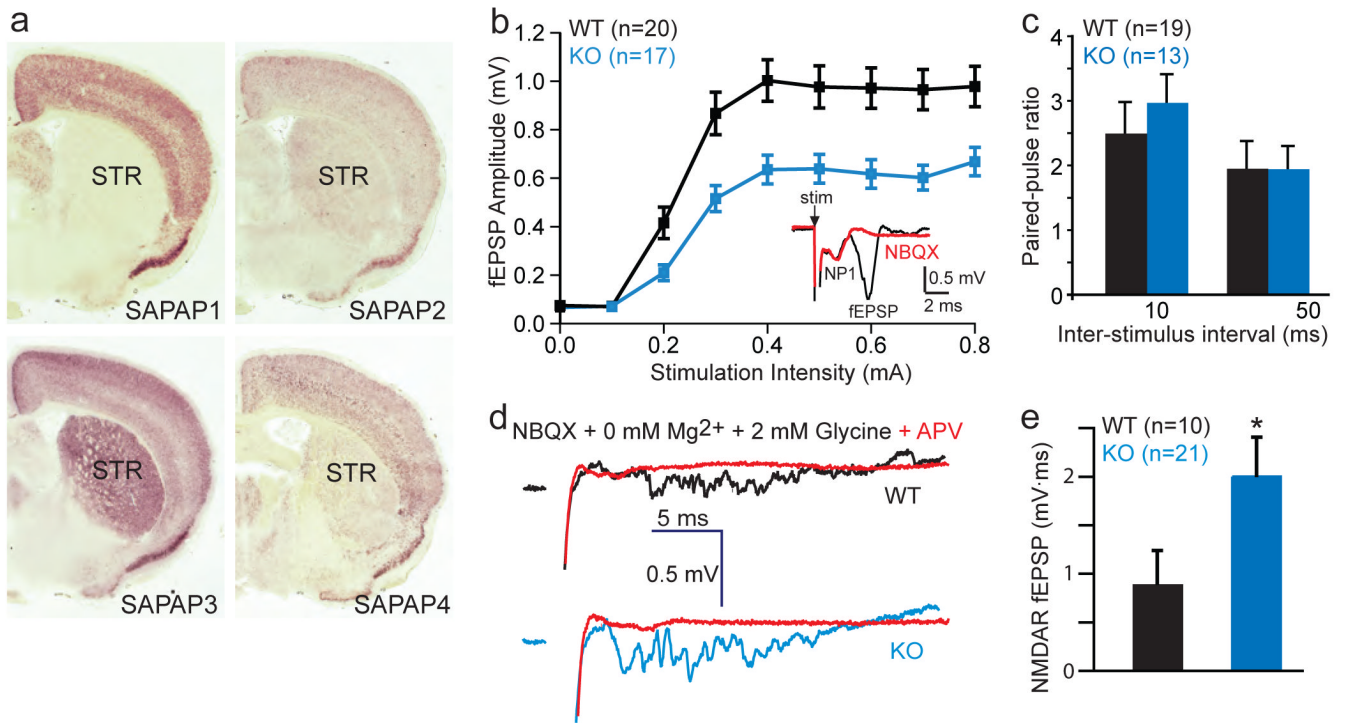 a
STR
SAPAP1
STR
SAPAP2
STR
SAPAP3
STR
SAPAP4
b
WT (n=20)
KO (n=17)
fEPSP Amplitude (mV)
1.2
1.0
0.8
0.6
0.4
0.2
0.0
0.0
0.2
0.4
0.6
0.8
Stimulation Intensity (mA)
stim
NP1
NBQX
fEPSP
0.5 mV
2 ms
c
WT (n=19)
KO (n=13)
Paired-pulse ratio
4
3
2
1
0
10
50
Inter-stimulus interval (ms)
d
NBQX + 0 mM Mg2+ + 2 mM Glycine + APV
WT
5 ms
0.5 mV
KO
e
WT (n=10)
KO (n=21)
*
NMDAR fEPSP (mV·ms)
2
1
0